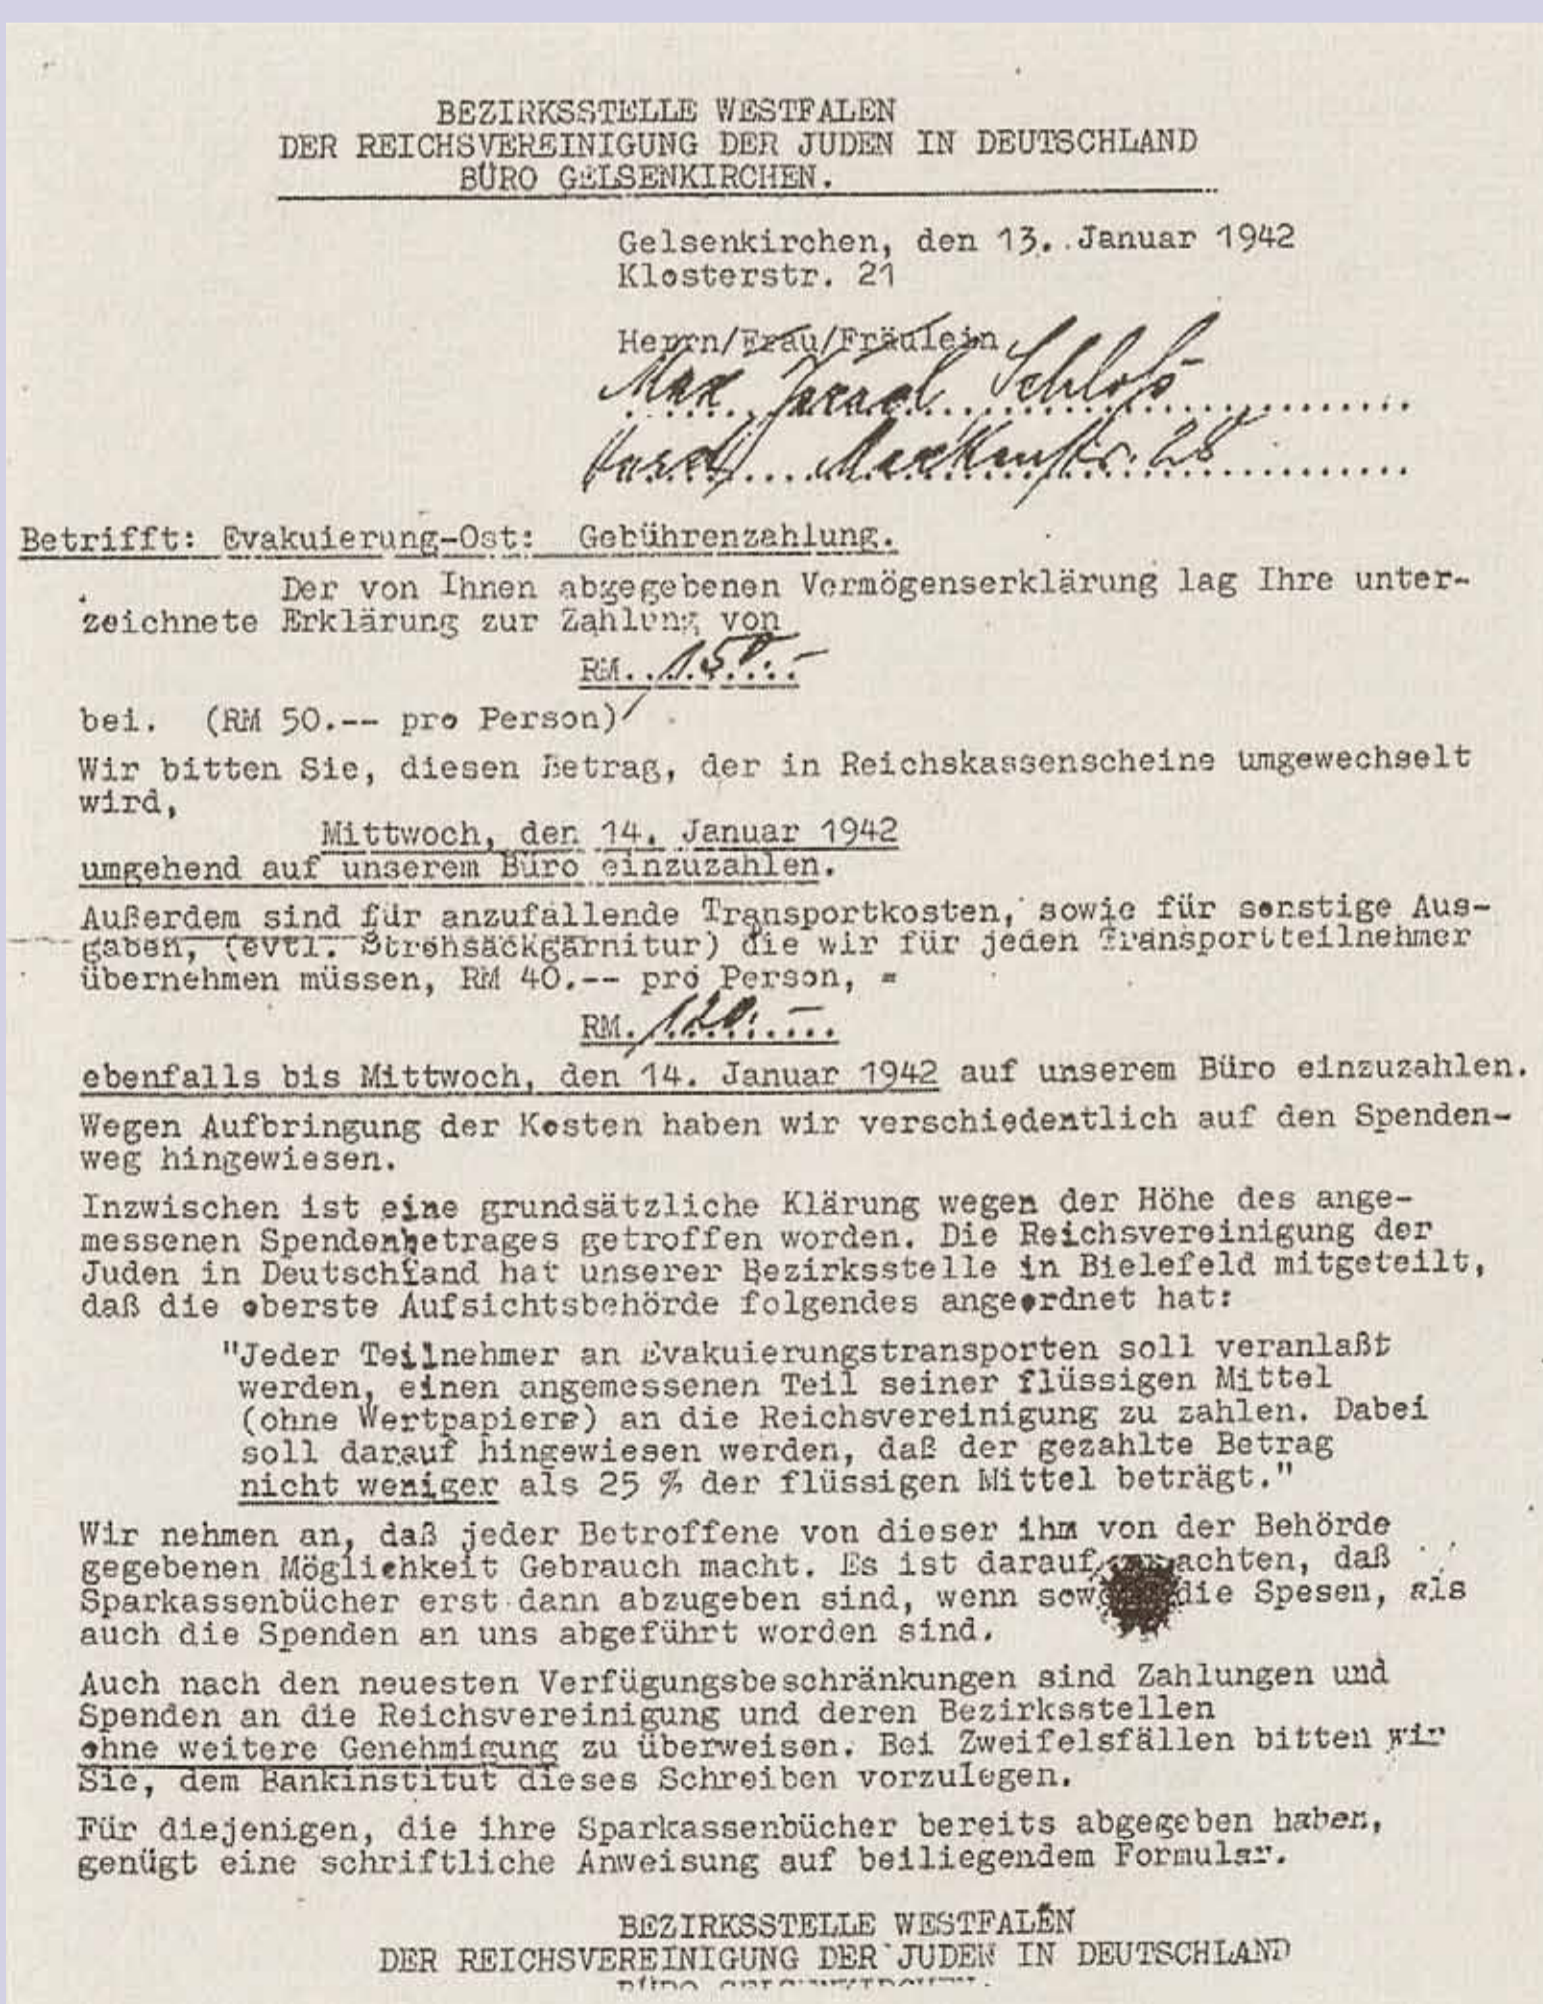 BEZIRKSSTELLE WESTFALEN
DER REICHSVEREINIGUNG DER JUDEN IN DEUTSCHLAND
BÜRO GELSENKIRCHEN.
Gelsenkirchen, den 13. Januar 1942
Klosterstr. 21
Herrn/Frau/Fräulein
Max Israel Schloß
Markenstr. 28
Betrifft: Evakuierung-Ost: Gebührenzahlung.
Der von Ihnen abgegebenen Vermögenserklärung lag Ihre unter-
zeichnete Erklärung zur Zahlung von
RM. 150.-
bei. (RM 50.-- pro Person)
Wir bitten Sie, diesen Betrag, der in Reichskassenscheine umgewechselt
wird,
Mittwoch, den 14. Januar 1942
umgehend auf unserem Büro einzuzahlen.
Außerdem sind für anzufallende Transportkosten, sowie für sonstige Aus-
gaben, (evtl. Strohsackgarnitur) die wir für jeden Transportteilnehmer
übernehmen müssen, RM 40.-- pro Person, =
RM. 120.-
ebenfalls bis Mittwoch, den 14. Januar 1942 auf unserem Büro einzuzahlen.
Wegen Aufbringung der Kosten haben wir verschiedentlich auf den Spenden-
weg hingewiesen.
Inzwischen ist eine grundsätzliche Klärung wegen der Höhe des ange-
messenen Spendenbetrages getroffen worden. Die Reichsvereinigung der
Juden in Deutschland hat unserer Bezirksstelle in Bielefeld mitgeteilt,
daß die oberste Aufsichtsbehörde folgendes angeordnet hat:
"Jeder Teilnehmer an Evakuierungstransporten soll veranlaßt
werden, einen angemessenen Teil seiner flüssigen Mittel
(ohne Wertpapiere) an die Reichsvereinigung zu zahlen. Dabei
soll darauf hingewiesen werden, daß der gezahlte Betrag
nicht weniger als 25 % der flüssigen Mittel beträgt."
Wir nehmen an, daß jeder Betroffene von dieser ihm von der Behörde
gegebenen Möglichkeit Gebrauch macht. Es ist darauf zu achten, daß
Sparkassenbücher erst dann abzugeben sind, wenn sowohl die Spesen, als
auch die Spenden an uns abgeführt worden sind.
Auch nach den neuesten Verfügungsbeschränkungen sind Zahlungen und
Spenden an die Reichsvereinigung und deren Bezirksstellen
ohne weitere Genehmigung zu überweisen. Bei Zweifelsfällen bitten wir
Sie, dem Bankinstitut dieses Schreiben vorzulegen.
Für diejenigen, die ihre Sparkassenbücher bereits abgegeben haben,
genügt eine schriftliche Anweisung auf beiliegendem Formular.
BEZIRKSSTELLE WESTFALEN
DER REICHSVEREINIGUNG DER JUDEN IN DEUTSCHLAND
BÜRO GELSENKIRCHEN.